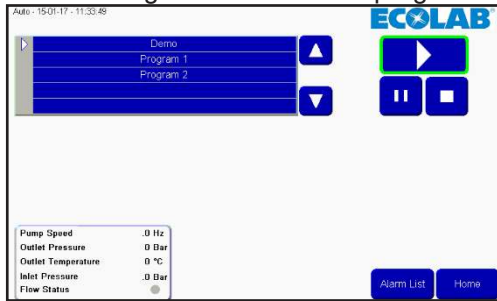 Auto - 15-01-17 - 11:33:49
ECOLAB
Demo
Program 1
Program 2
Pump Speed .0 Hz
Outlet Pressure 0 Bar
Outlet Temperature 0 °C
Inlet Pressure .0 Bar
Flow Status
Alarm List
Home